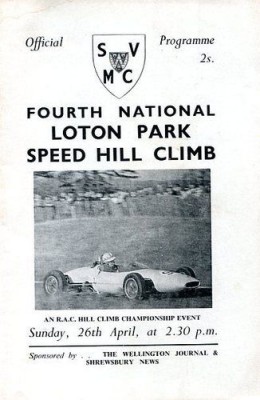 Official Programme
2s.
S V
M C
FOURTH NATIONAL
LOTON PARK
SPEED HILL CLIMB
AN R.A.C. HILL CLIMB CHAMPIONSHIP EVENT
Sunday, 26th April, at 2.30 p.m.
Sponsored by . . THE WELLINGTON JOURNAL &
SHREWSBURY NEWS